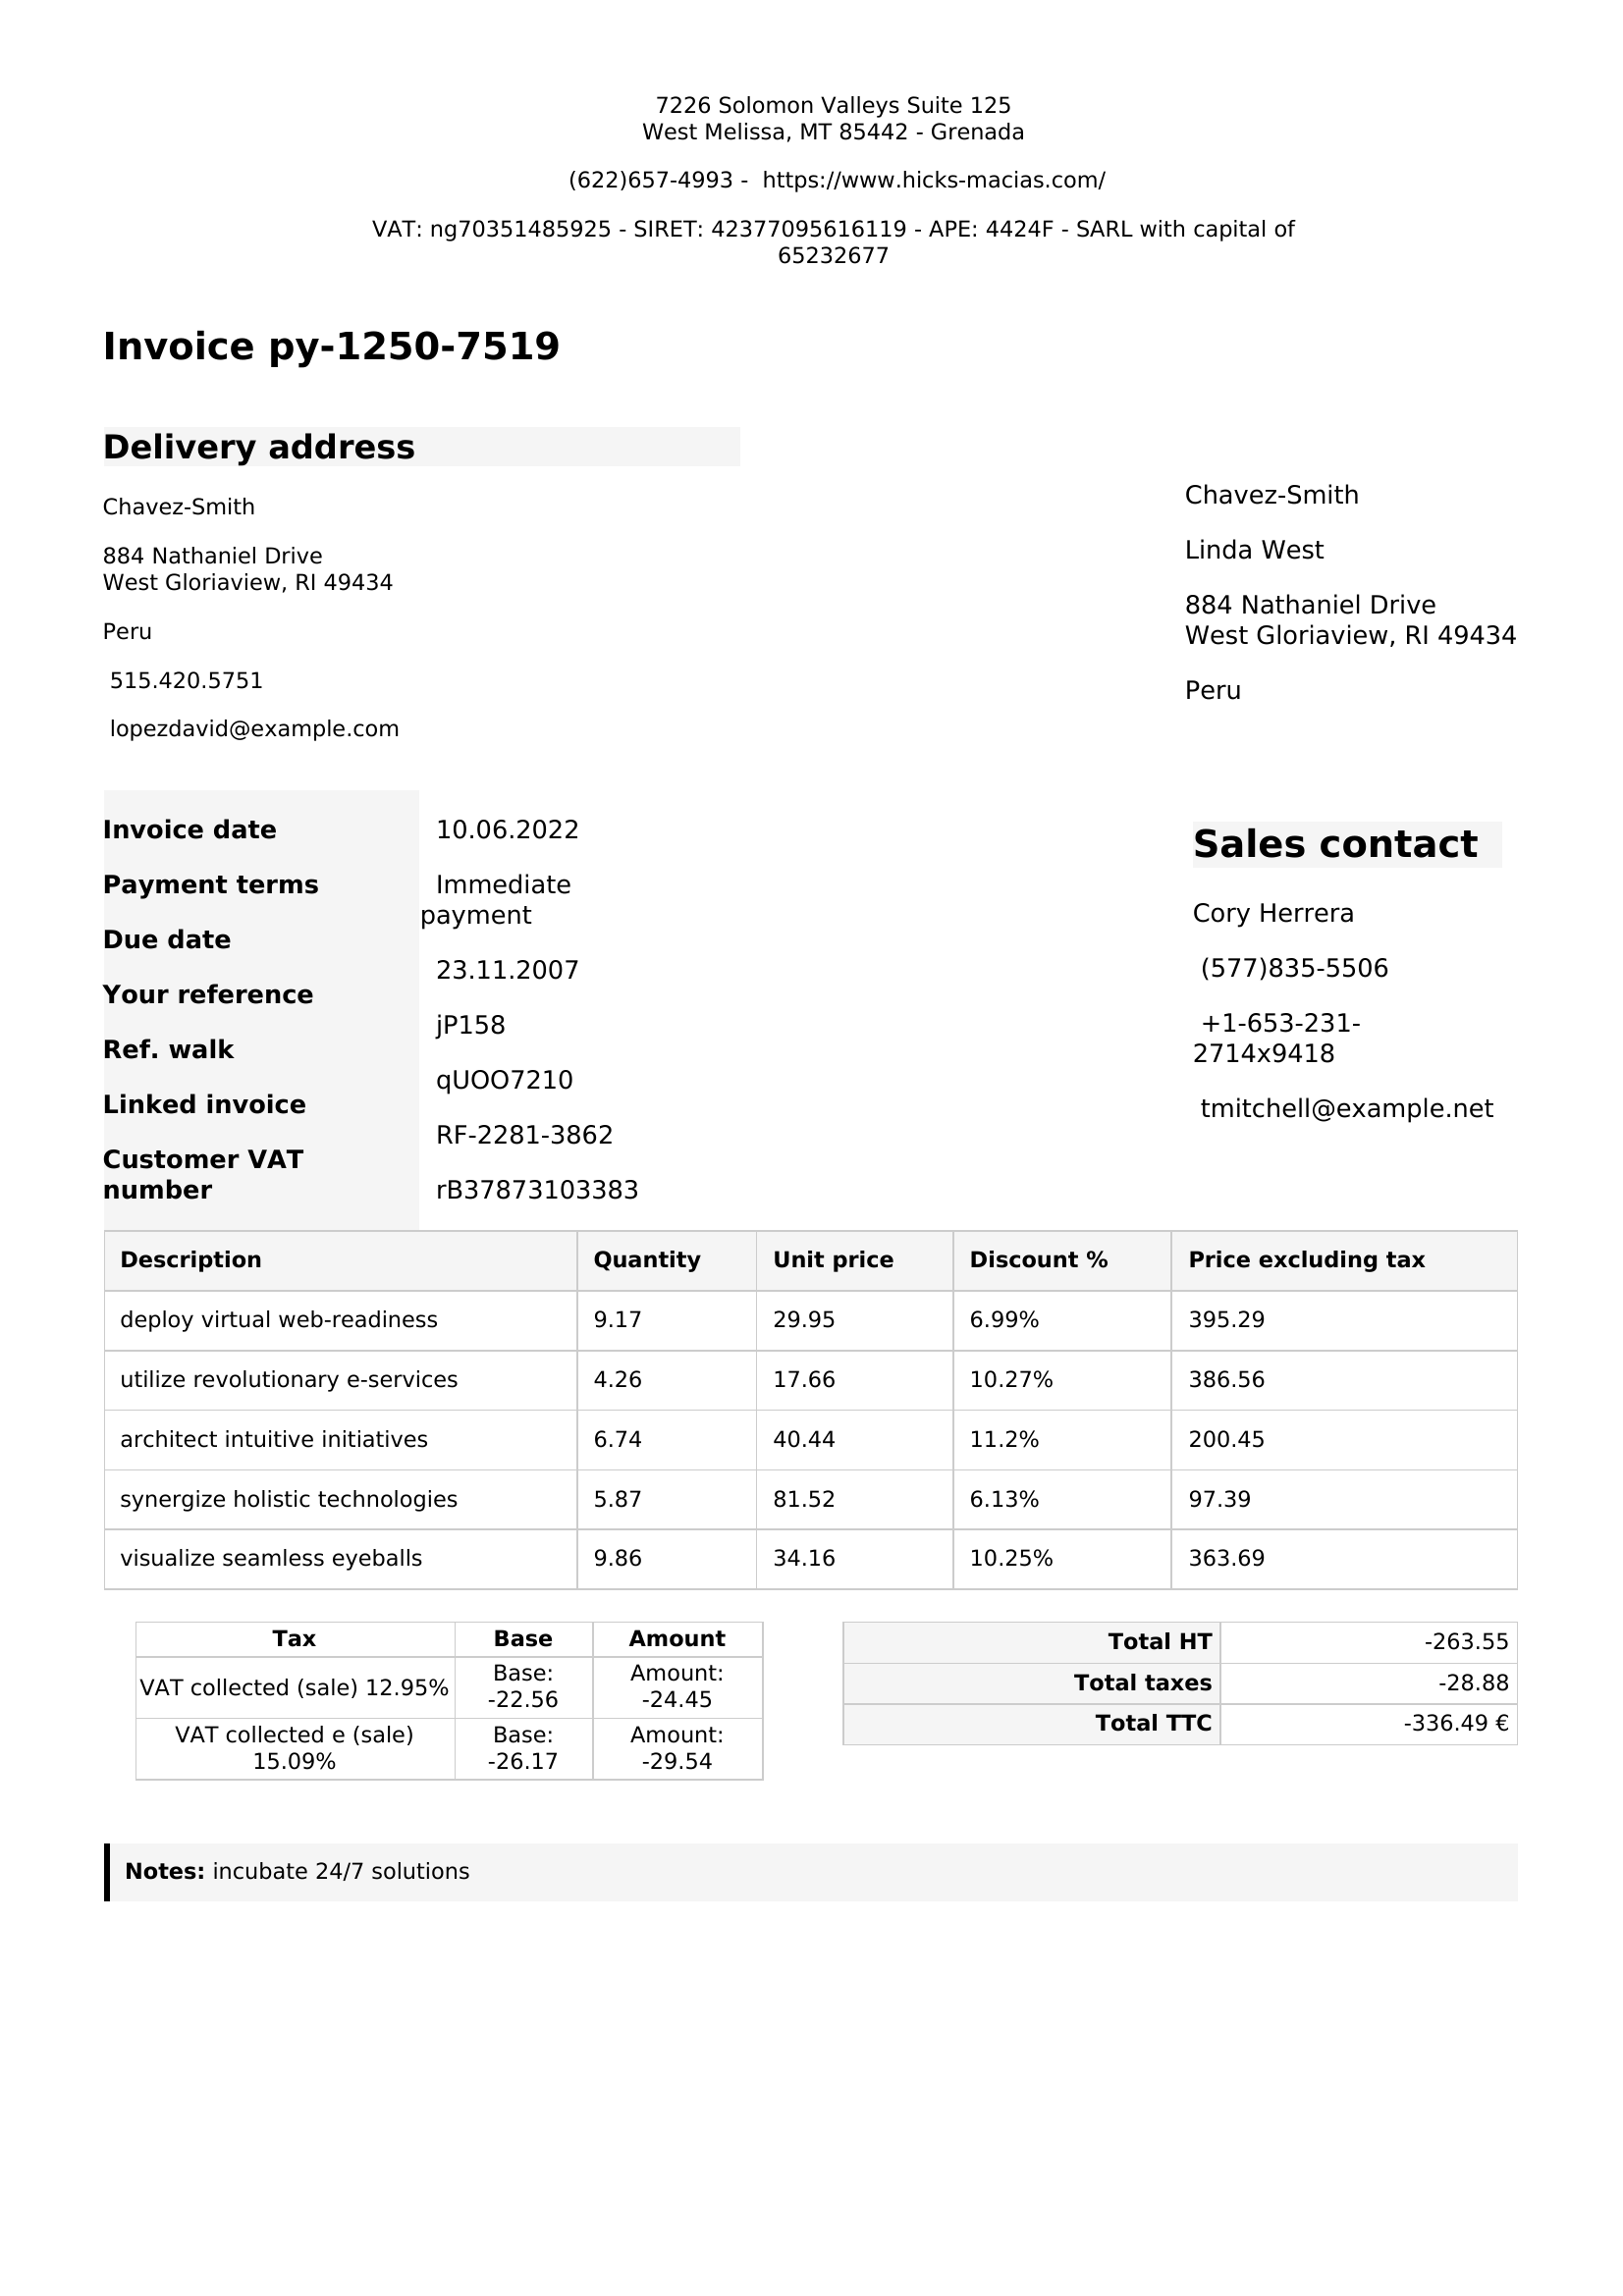 7226 Solomon Valleys Suite 125
West Melissa, MT 85442 - Grenada
(622)657-4993 - https://www.hicks-macias.com/
VAT: ng70351485925 - SIRET: 42377095616119 - APE: 4424F - SARL with capital of
65232677
Invoice py-1250-7519
Delivery address
Chavez-Smith
884 Nathaniel Drive
West Gloriaview, RI 49434
Peru
515.420.5751
lopezdavid@example.com
Chavez-Smith
Linda West
884 Nathaniel Drive
West Gloriaview, RI 49434
Peru
Invoice date
Payment terms
Due date
Your reference
Ref. walk
Linked invoice
Customer VAT
number
10.06.2022
Immediate
payment
23.11.2007
jP158
qUOO7210
RF-2281-3862
rB37873103383
Sales contact
Cory Herrera
(577)835-5506
+1-653-231-
2714x9418
tmitchell@example.net
Description Quantity Unit price Discount % Price excluding tax
deploy virtual web-readiness 9.17 29.95 6.99% 395.29
utilize revolutionary e-services 4.26 17.66 10.27% 386.56
architect intuitive initiatives 6.74 40.44 11.2% 200.45
synergize holistic technologies 5.87 81.52 6.13% 97.39
visualize seamless eyeballs 9.86 34.16 10.25% 363.69
Tax Base Amount
VAT collected (sale) 12.95% Base: -22.56 Amount: -24.45
VAT collected e (sale) 15.09% Base: -26.17 Amount: -29.54
Total HT -263.55
Total taxes -28.88
Total TTC -336.49 €
Notes: incubate 24/7 solutions